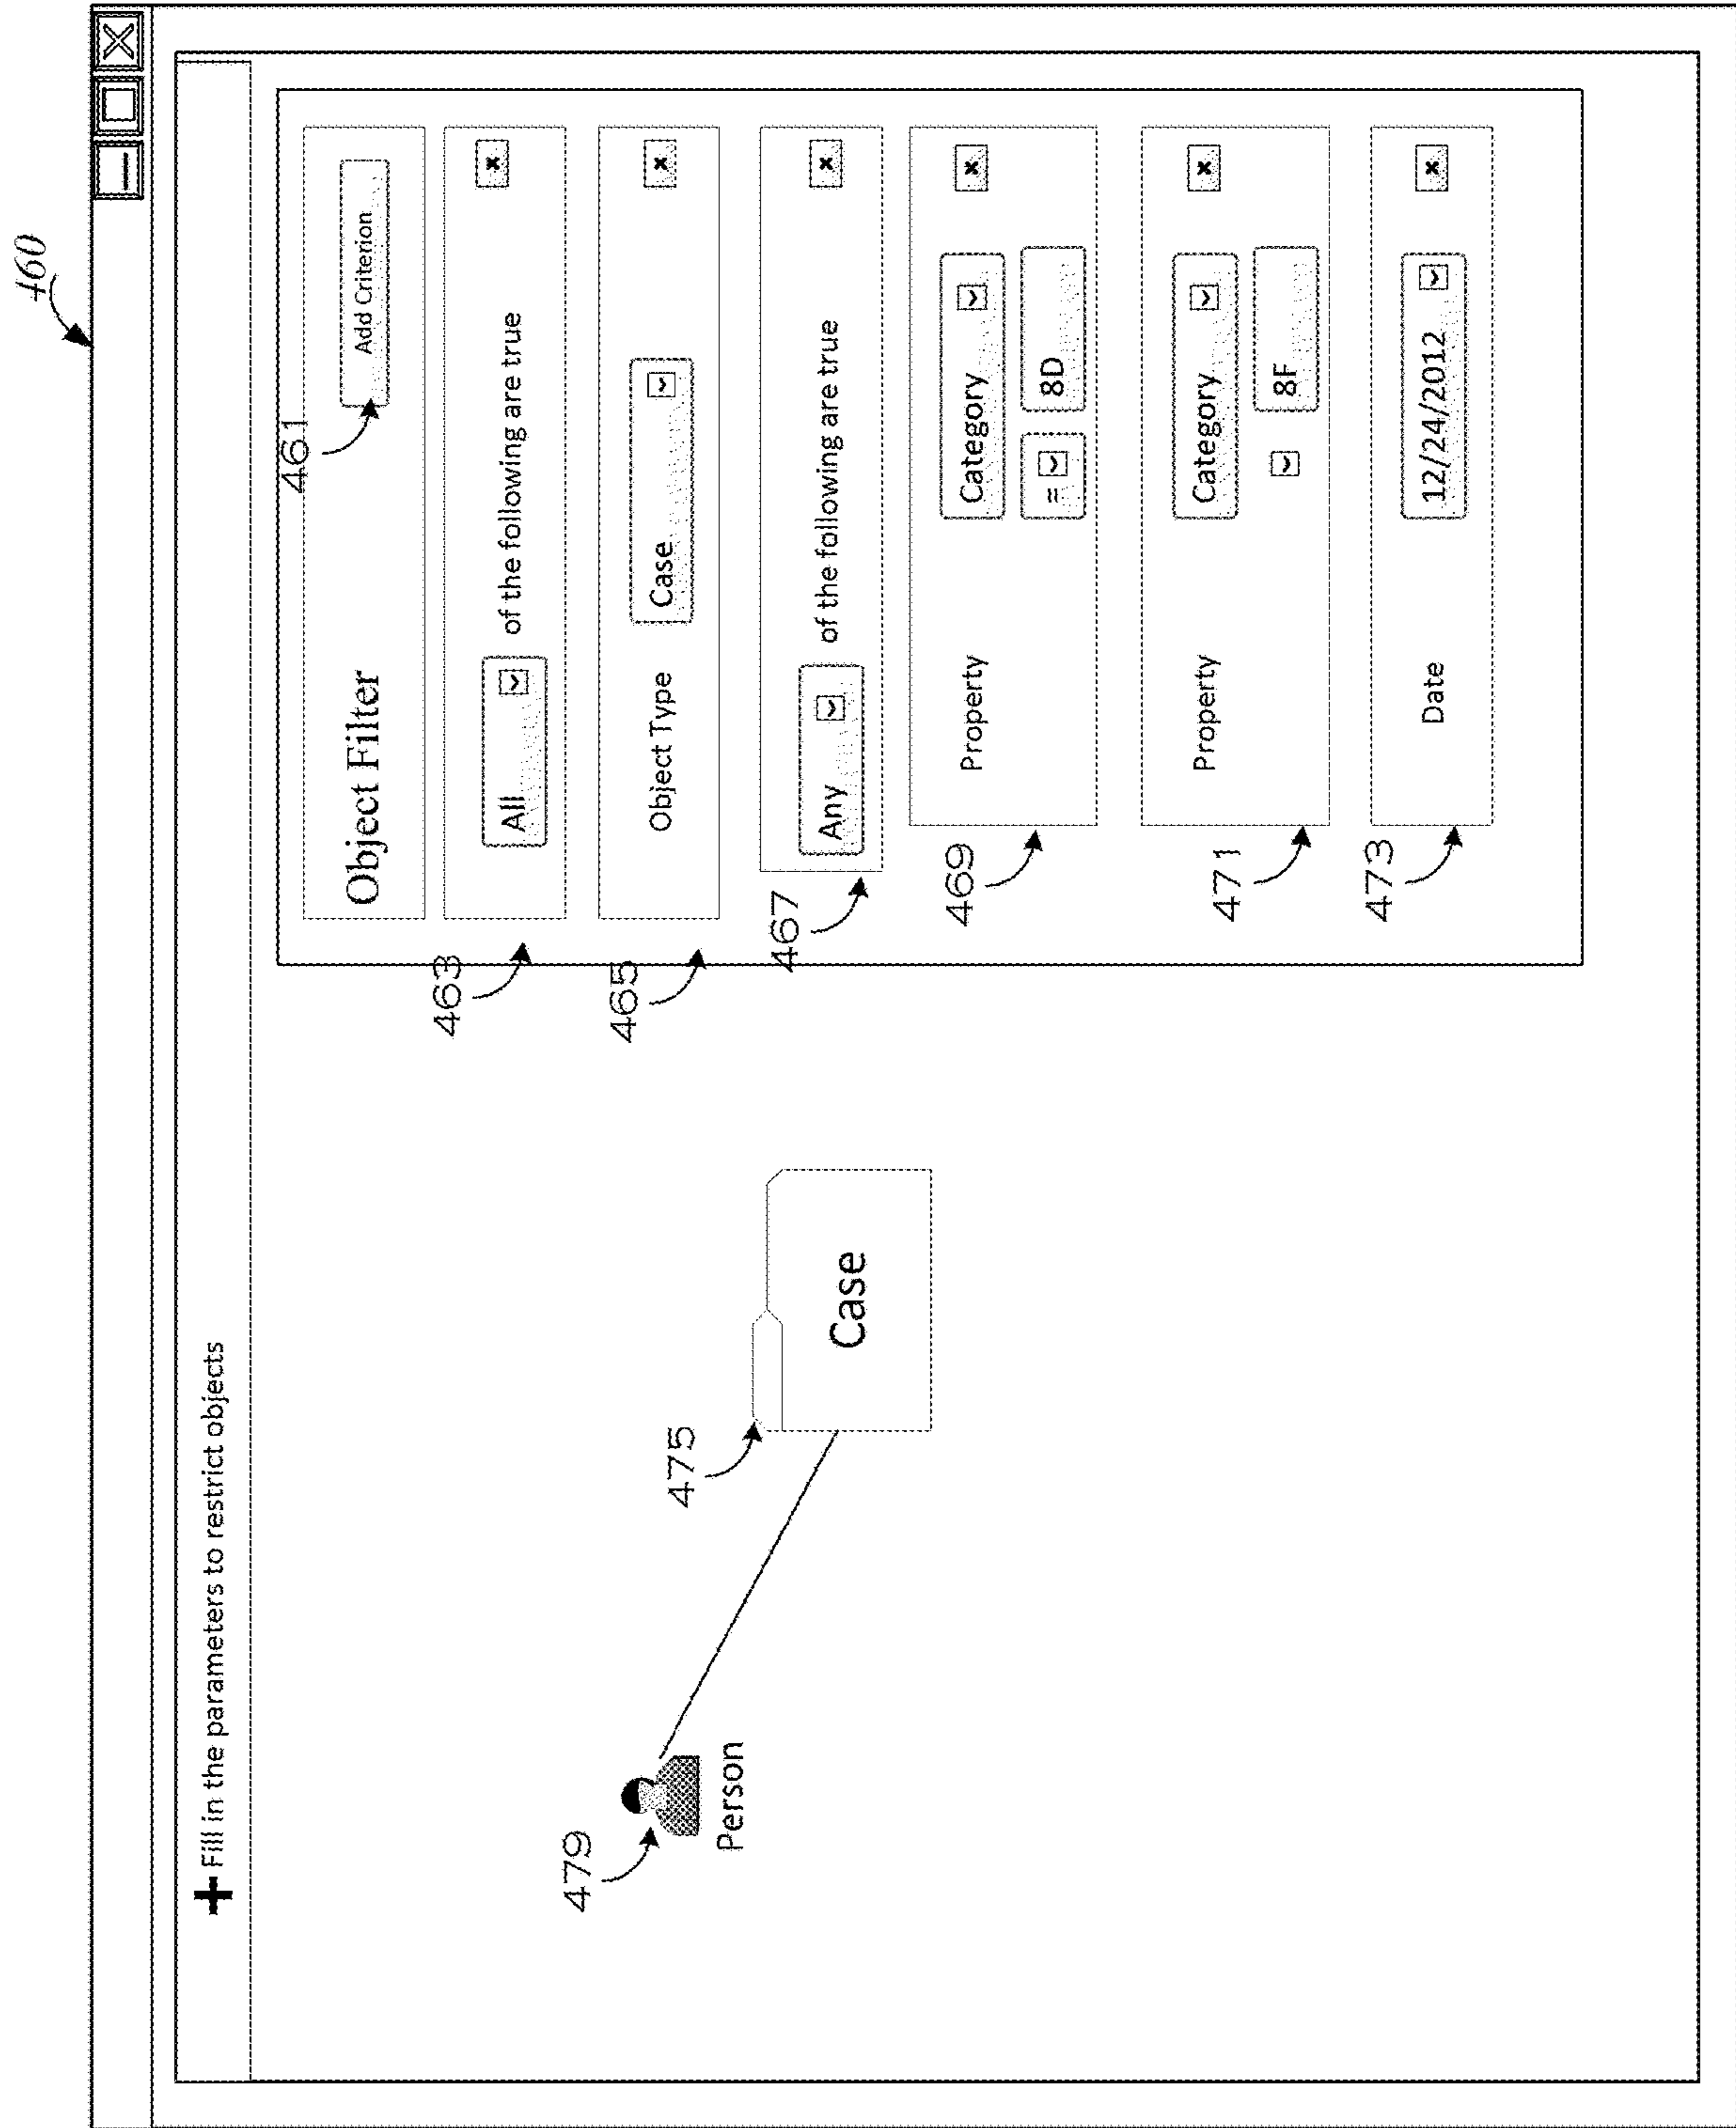 460
+ Fill in the parameters to restrict objects
461
Object Filter
Add Criterion
463
All of the following are true
x
465
Object Type
Case
x
467
Any of the following are true
x
469
Property
Category
x
=
8D
471
Property
Category
x
8F
473
Date
12/24/2012
x
475
Case
479
Person